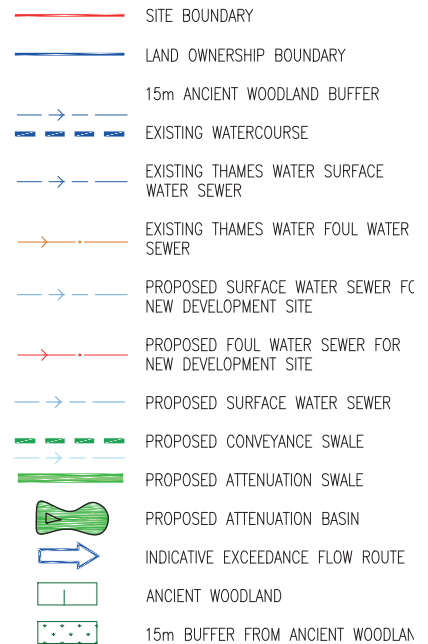 SITE BOUNDARY
LAND OWNERSHIP BOUNDARY
15m ANCIENT WOODLAND BUFFER
EXISTING WATERCOURSE
EXISTING THAMES WATER SURFACE
WATER SEWER
EXISTING THAMES WATER FOUL WATER
SEWER
PROPOSED SURFACE WATER SEWER
NEW DEVELOPMENT SITE
PROPOSED FOUL WATER SEWER FOR
NEW DEVELOPMENT SITE
PROPOSED SURFACE WATER SEWER
PROPOSED CONVEYANCE SWALE
PROPOSED ATTENUATION SWALE
PROPOSED ATTENUATION BASIN
INDICATIVE EXCEEDANCE FLOW ROUTE
ANCIENT WOODLAND
15m BUFFER FROM ANCIENT